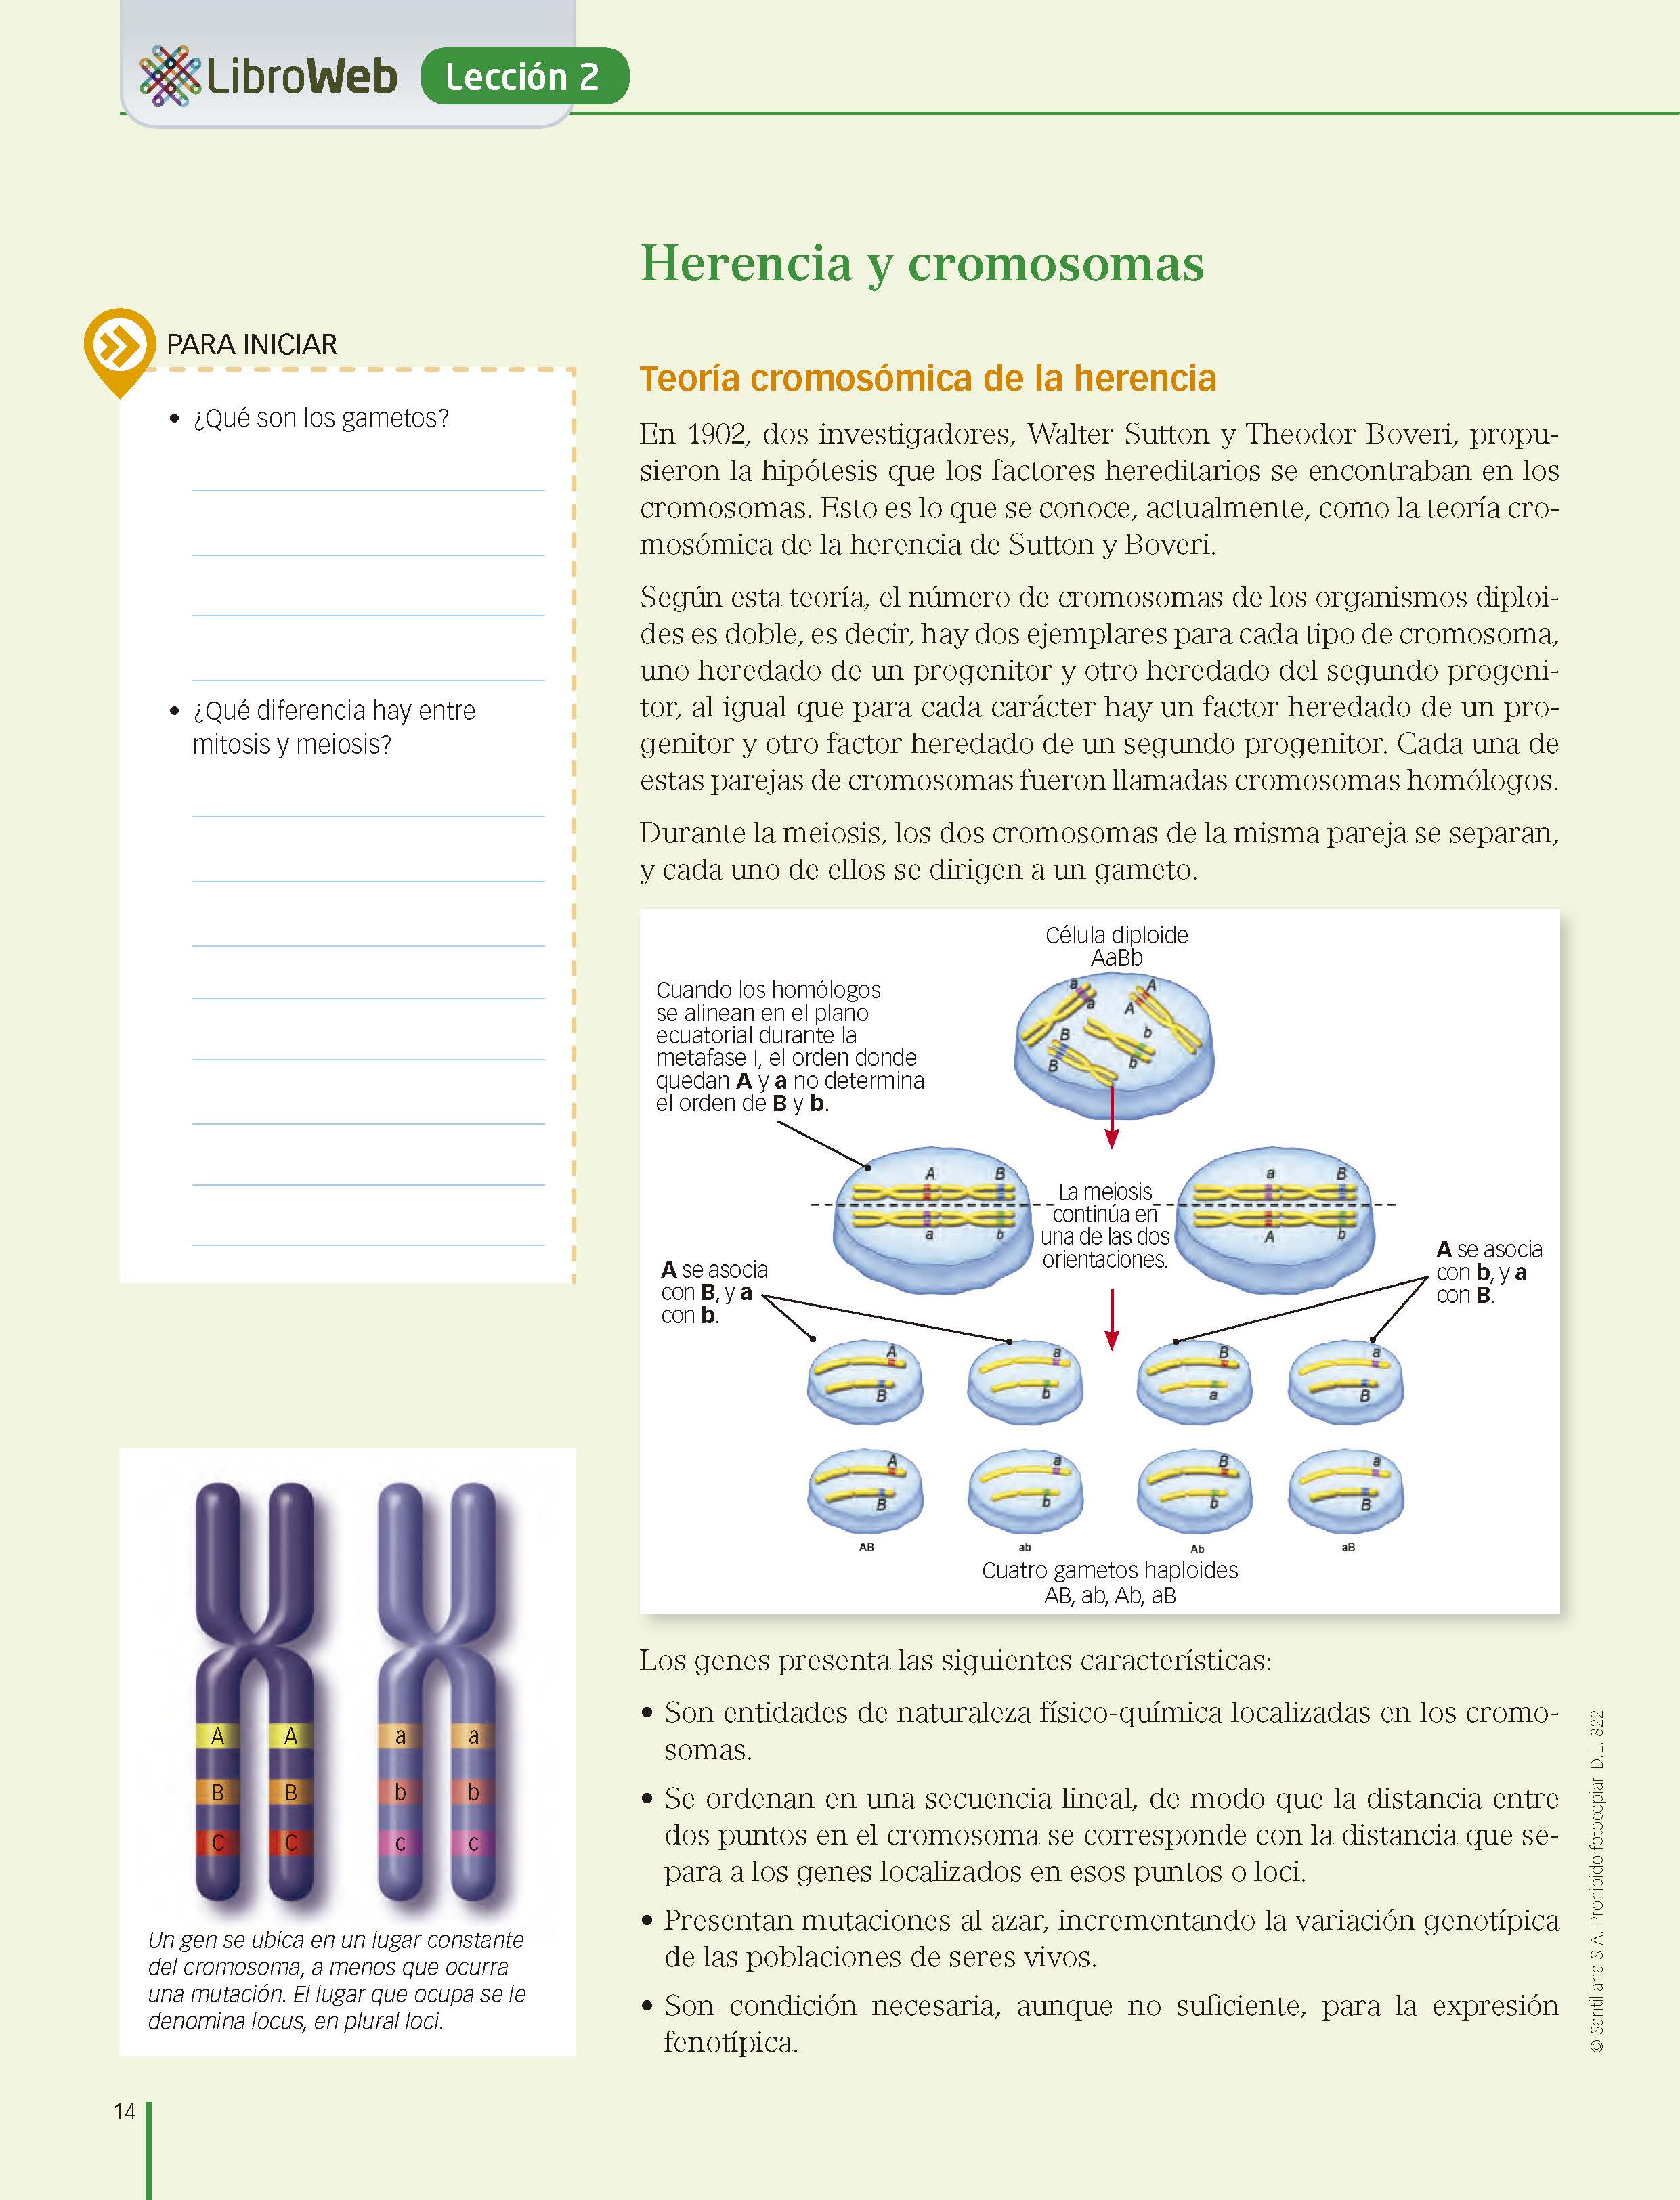 LibroWeb Lección 2
Herencia y cromosomas
PARA INICIAR
• ¿Qué son los gametos?
• ¿Qué diferencia hay entre
mitosis y meiosis?
Teoría cromosómica de la herencia
En 1902, dos investigadores, Walter Sutton y Theodor Boveri, propu-
sieron la hipótesis que los factores hereditarios se encontraban en los
cromosomas. Esto es lo que se conoce, actualmente, como la teoría cro-
mosómica de la herencia de Sutton y Boveri.
Según esta teoría, el número de cromosomas de los organismos diploi-
des es doble, es decir, hay dos ejemplares para cada tipo de cromosoma,
uno heredado de un progenitor y otro heredado del segundo progeni-
tor, al igual que para cada carácter hay un factor heredado de un pro-
genitor y otro factor heredado de un segundo progenitor. Cada una de
estas parejas de cromosomas fueron llamadas cromosomas homólogos.
Durante la meiosis, los dos cromosomas de la misma pareja se separan,
y cada uno de ellos se dirigen a un gameto.
Célula diploide
AaBb
a
a
A
A
B
B
b
b
Cuando los homólogos
se alinean en el plano
ecuatorial durante la
metafase I, el orden donde
quedan A y a no determina
el orden de B y b.
A B
a b
La meiosis
continúa en
una de las dos
orientaciones.
a B
A b
A se asocia
con B, y a
con b.
A se asocia
con b, y a
con B.
A
B
a
b
B
a
a
B
A
B
a
b
B
b
a
B
AB ab Ab aB
Cuatro gametos haploides
AB, ab, Ab, aB
A A a a
B B b b
C C c c
Un gen se ubica en un lugar constante
del cromosoma, a menos que ocurra
una mutación. El lugar que ocupa se le
denomina locus, en plural loci.
Los genes presenta las siguientes características:
• Son entidades de naturaleza físico-química localizadas en los cromo-
somas.
• Se ordenan en una secuencia lineal, de modo que la distancia entre
dos puntos en el cromosoma se corresponde con la distancia que se-
para a los genes localizados en esos puntos o loci.
• Presentan mutaciones al azar, incrementando la variación genotípica
de las poblaciones de seres vivos.
• Son condición necesaria, aunque no suficiente, para la expresión
fenotípica.
© Santillana S.A. Prohibido fotocopiar. D.L. 822
14